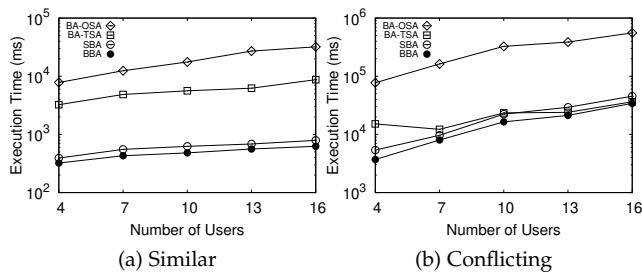 BA-OSA
BA-TSA
SBA
BBA
Execution Time (ms)
10^5
10^4
10^3
10^2
4 7 10 13 16
Number of Users
(a) Similar
BA-OSA
BA-TSA
SBA
BBA
Execution Time (ms)
10^6
10^5
10^4
10^3
4 7 10 13 16
Number of Users
(b) Conflicting